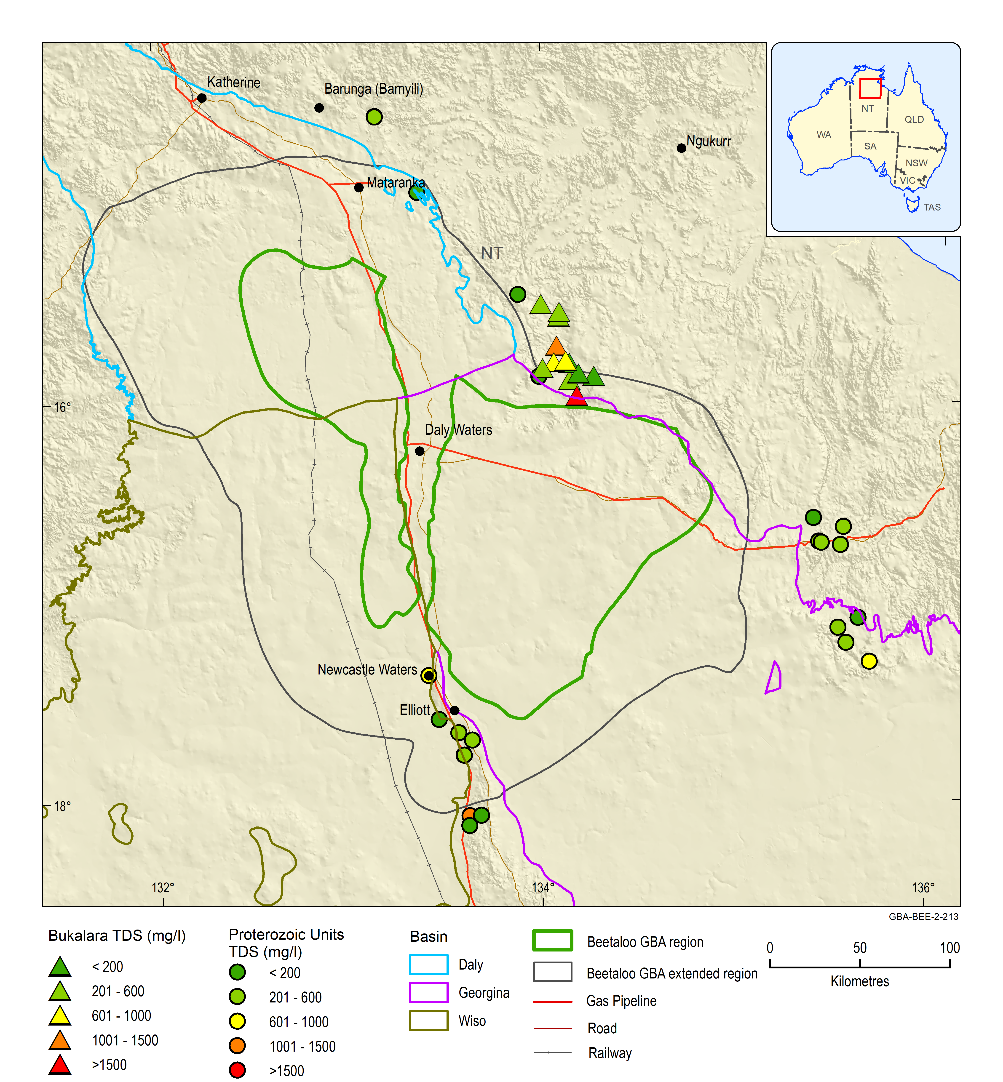 Katherine
Barunga (Bamyili)
Ngukurr
Mataranka
NT
WA
NT
QLD
SA
NSW
VIC
TAS
16°
Daly Waters
Newcastle Waters
Elliott
18°
132°
134°
136°
GBA-BEE-2-213
Bukalara TDS (mg/l)
< 200
201 - 600
601 - 1000
1001 - 1500
>1500
Proterozoic Units
TDS (mg/l)
< 200
201 - 600
601 - 1000
1001 - 1500
>1500
Basin
Daly
Georgina
Wiso
Beetaloo GBA region
Beetaloo GBA extended region
Gas Pipeline
Road
Railway
0 50 100
Kilometres